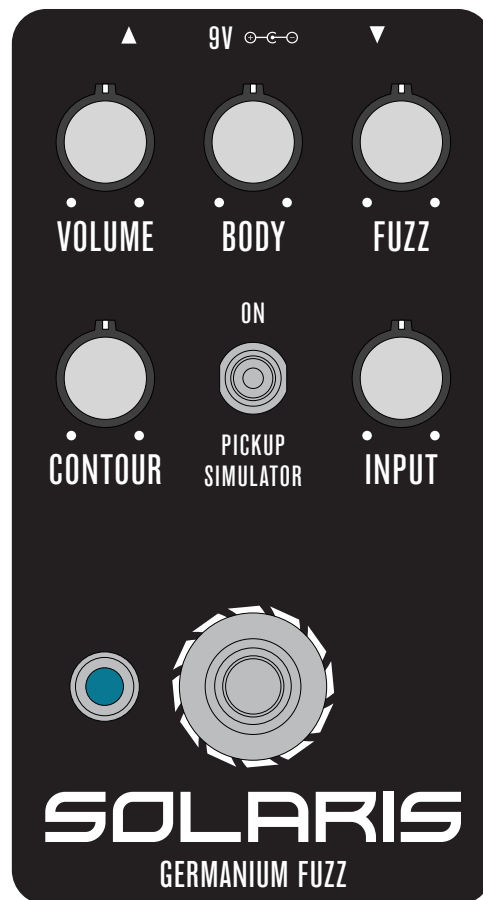 9V
VOLUME BODY FUZZ
ON
CONTOUR PICKUP SIMULATOR INPUT
SOLARIS
GERMANIUM FUZZ